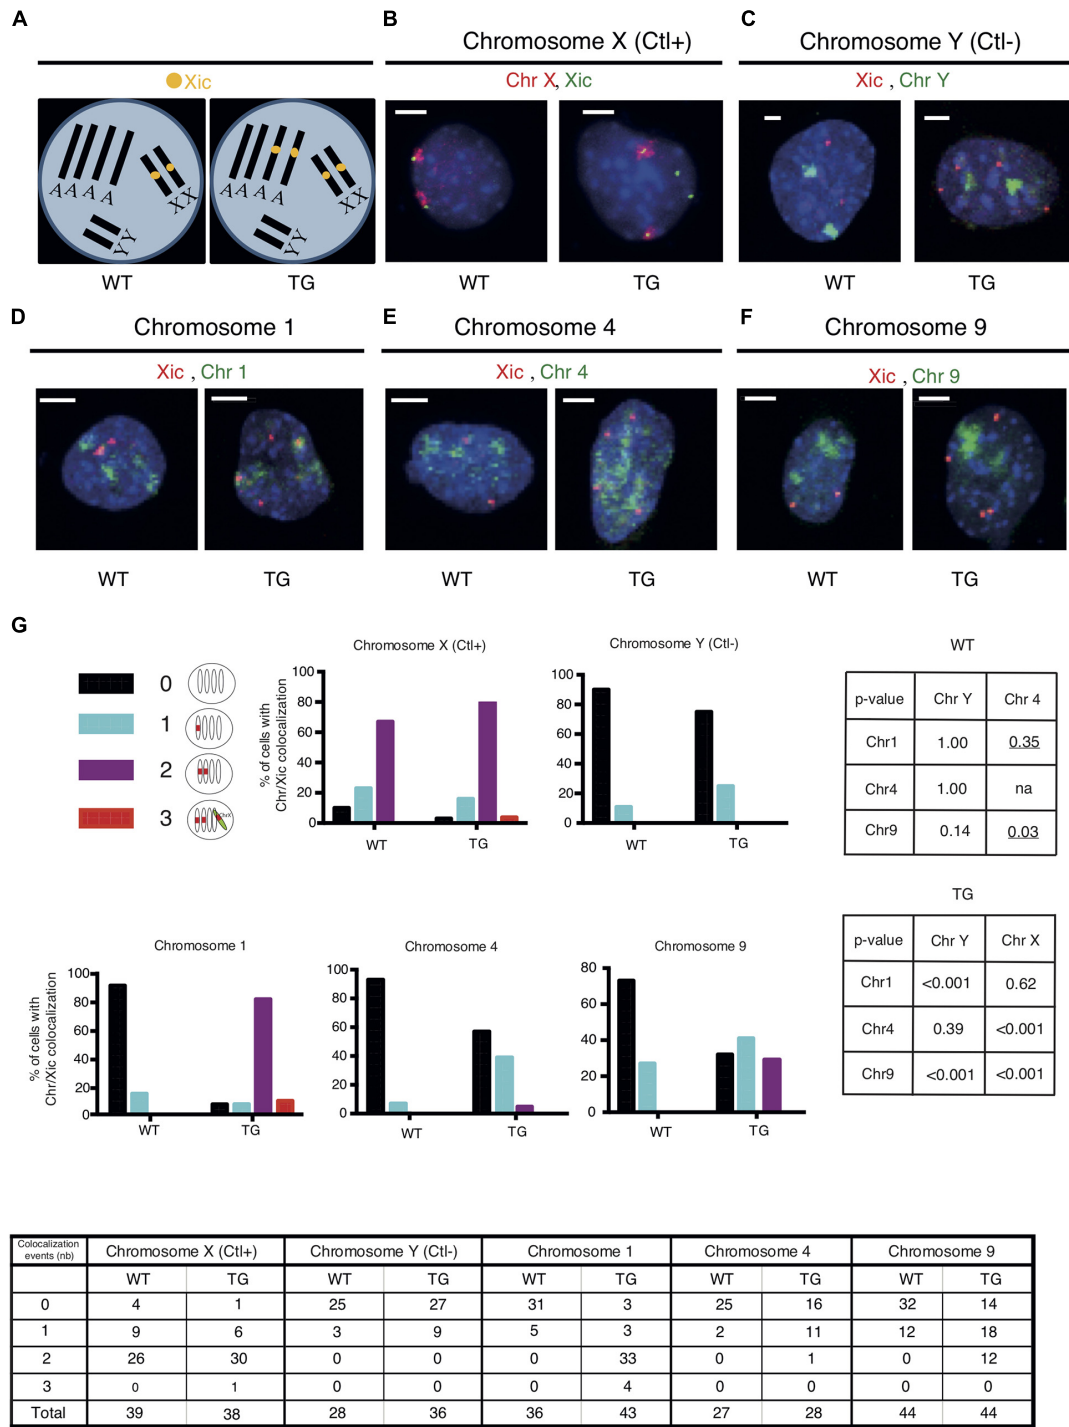 A
B
C
Chromosome X (Ctl+)
Chromosome Y (Ctl-)
Xic
Chr X, Xic
Xic , Chr Y
A A A A
X X
Y Y
A A A A
X X
Y Y
WT
TG
WT
TG
WT
TG
D
Chromosome 1
E
Chromosome 4
F
Chromosome 9
Xic , Chr 1
Xic , Chr 4
Xic , Chr 9
WT
TG
WT
TG
WT
TG
G
0
1
2
3
ChrX
Chromosome X (Ctl+)
% of cells with
Chr/Xic colocalization
100
80
60
40
20
0
WT
TG
Chromosome Y (Ctl-)
100
80
60
40
20
0
WT
TG
WT
p-value Chr Y Chr 4
Chr1 1.00 0.35
Chr4 1.00 na
Chr9 0.14 0.03
Chromosome 1
% of cells with
Chr/Xic colocalization
100
80
60
40
20
0
WT
TG
Chromosome 4
100
80
60
40
20
0
WT
TG
Chromosome 9
80
60
40
20
0
WT
TG
TG
p-value Chr Y Chr X
Chr1 <0.001 0.62
Chr4 0.39 <0.001
Chr9 <0.001 <0.001
Colocalization
events (nb)
Chromosome X (Ctl+) Chromosome Y (Ctl-) Chromosome 1 Chromosome 4 Chromosome 9
WT TG WT TG WT TG WT TG WT TG
0 4 1 25 27 31 3 25 16 32 14
1 9 6 3 9 5 3 2 11 12 18
2 26 30 0 0 0 33 0 1 0 12
3 0 1 0 0 0 4 0 0 0 0
Total 39 38 28 36 36 43 27 28 44 44